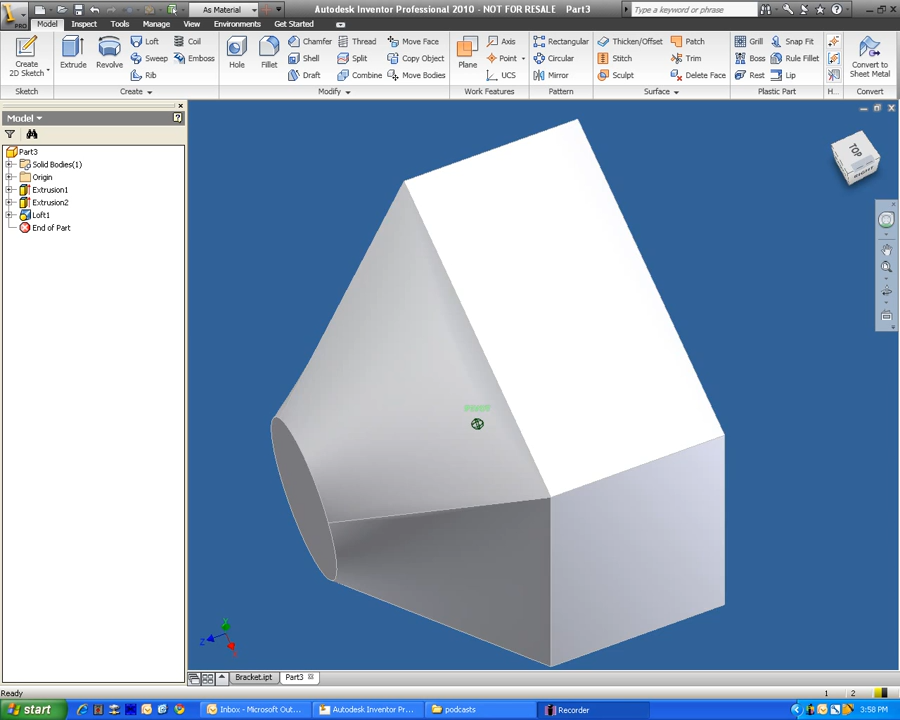 Autodesk Inventor Professional 2010 - NOT FOR RESALE Part3
Type a keyword or phrase
PRO
As Material
Model Inspect Tools Manage View Environments Get Started
Create
2D Sketch
Extrude
Revolve
Loft
Sweep
Rib
Coil
Emboss
Hole
Fillet
Chamfer
Shell
Draft
Thread
Split
Combine
Move Face
Copy Object
Move Bodies
Plane
Axis
Point
UCS
Rectangular
Circular
Mirror
Thicken/Offset
Stitch
Sculpt
Patch
Trim
Delete Face
Grill
Boss
Rest
Snap Fit
Rule Fillet
Lip
Convert to
Sheet Metal
Sketch Create Modify Work Features Pattern Surface Plastic Part H... Convert
Model
Part3
Solid Bodies(1)
Origin
Extrusion1
Extrusion2
Loft1
End of Part
TOP
RIGHT
Z
Bracket.ipt Part3
Ready 1 2
start Inbox - Microsoft Out... Autodesk Inventor Pr... podcasts Recorder 3:58 PM